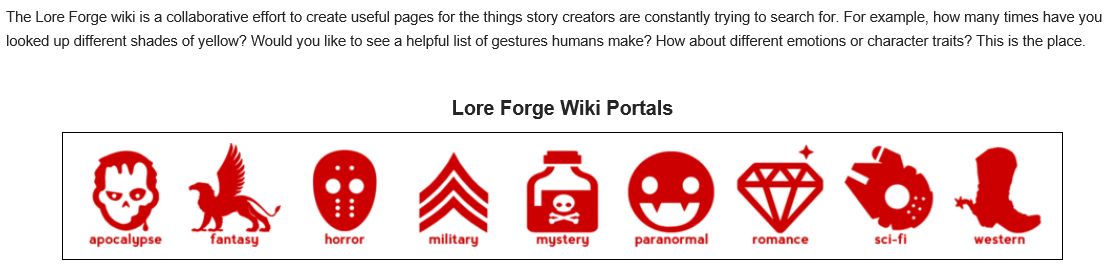 The Lore Forge wiki is a collaborative effort to create useful pages for the things story creators are constantly trying to search for. For example, how many times have you
looked up different shades of yellow? Would you like to see a helpful list of gestures humans make? How about different emotions or character traits? This is the place.
Lore Forge Wiki Portals
apocalypse fantasy horror military mystery paranormal romance sci-fi western